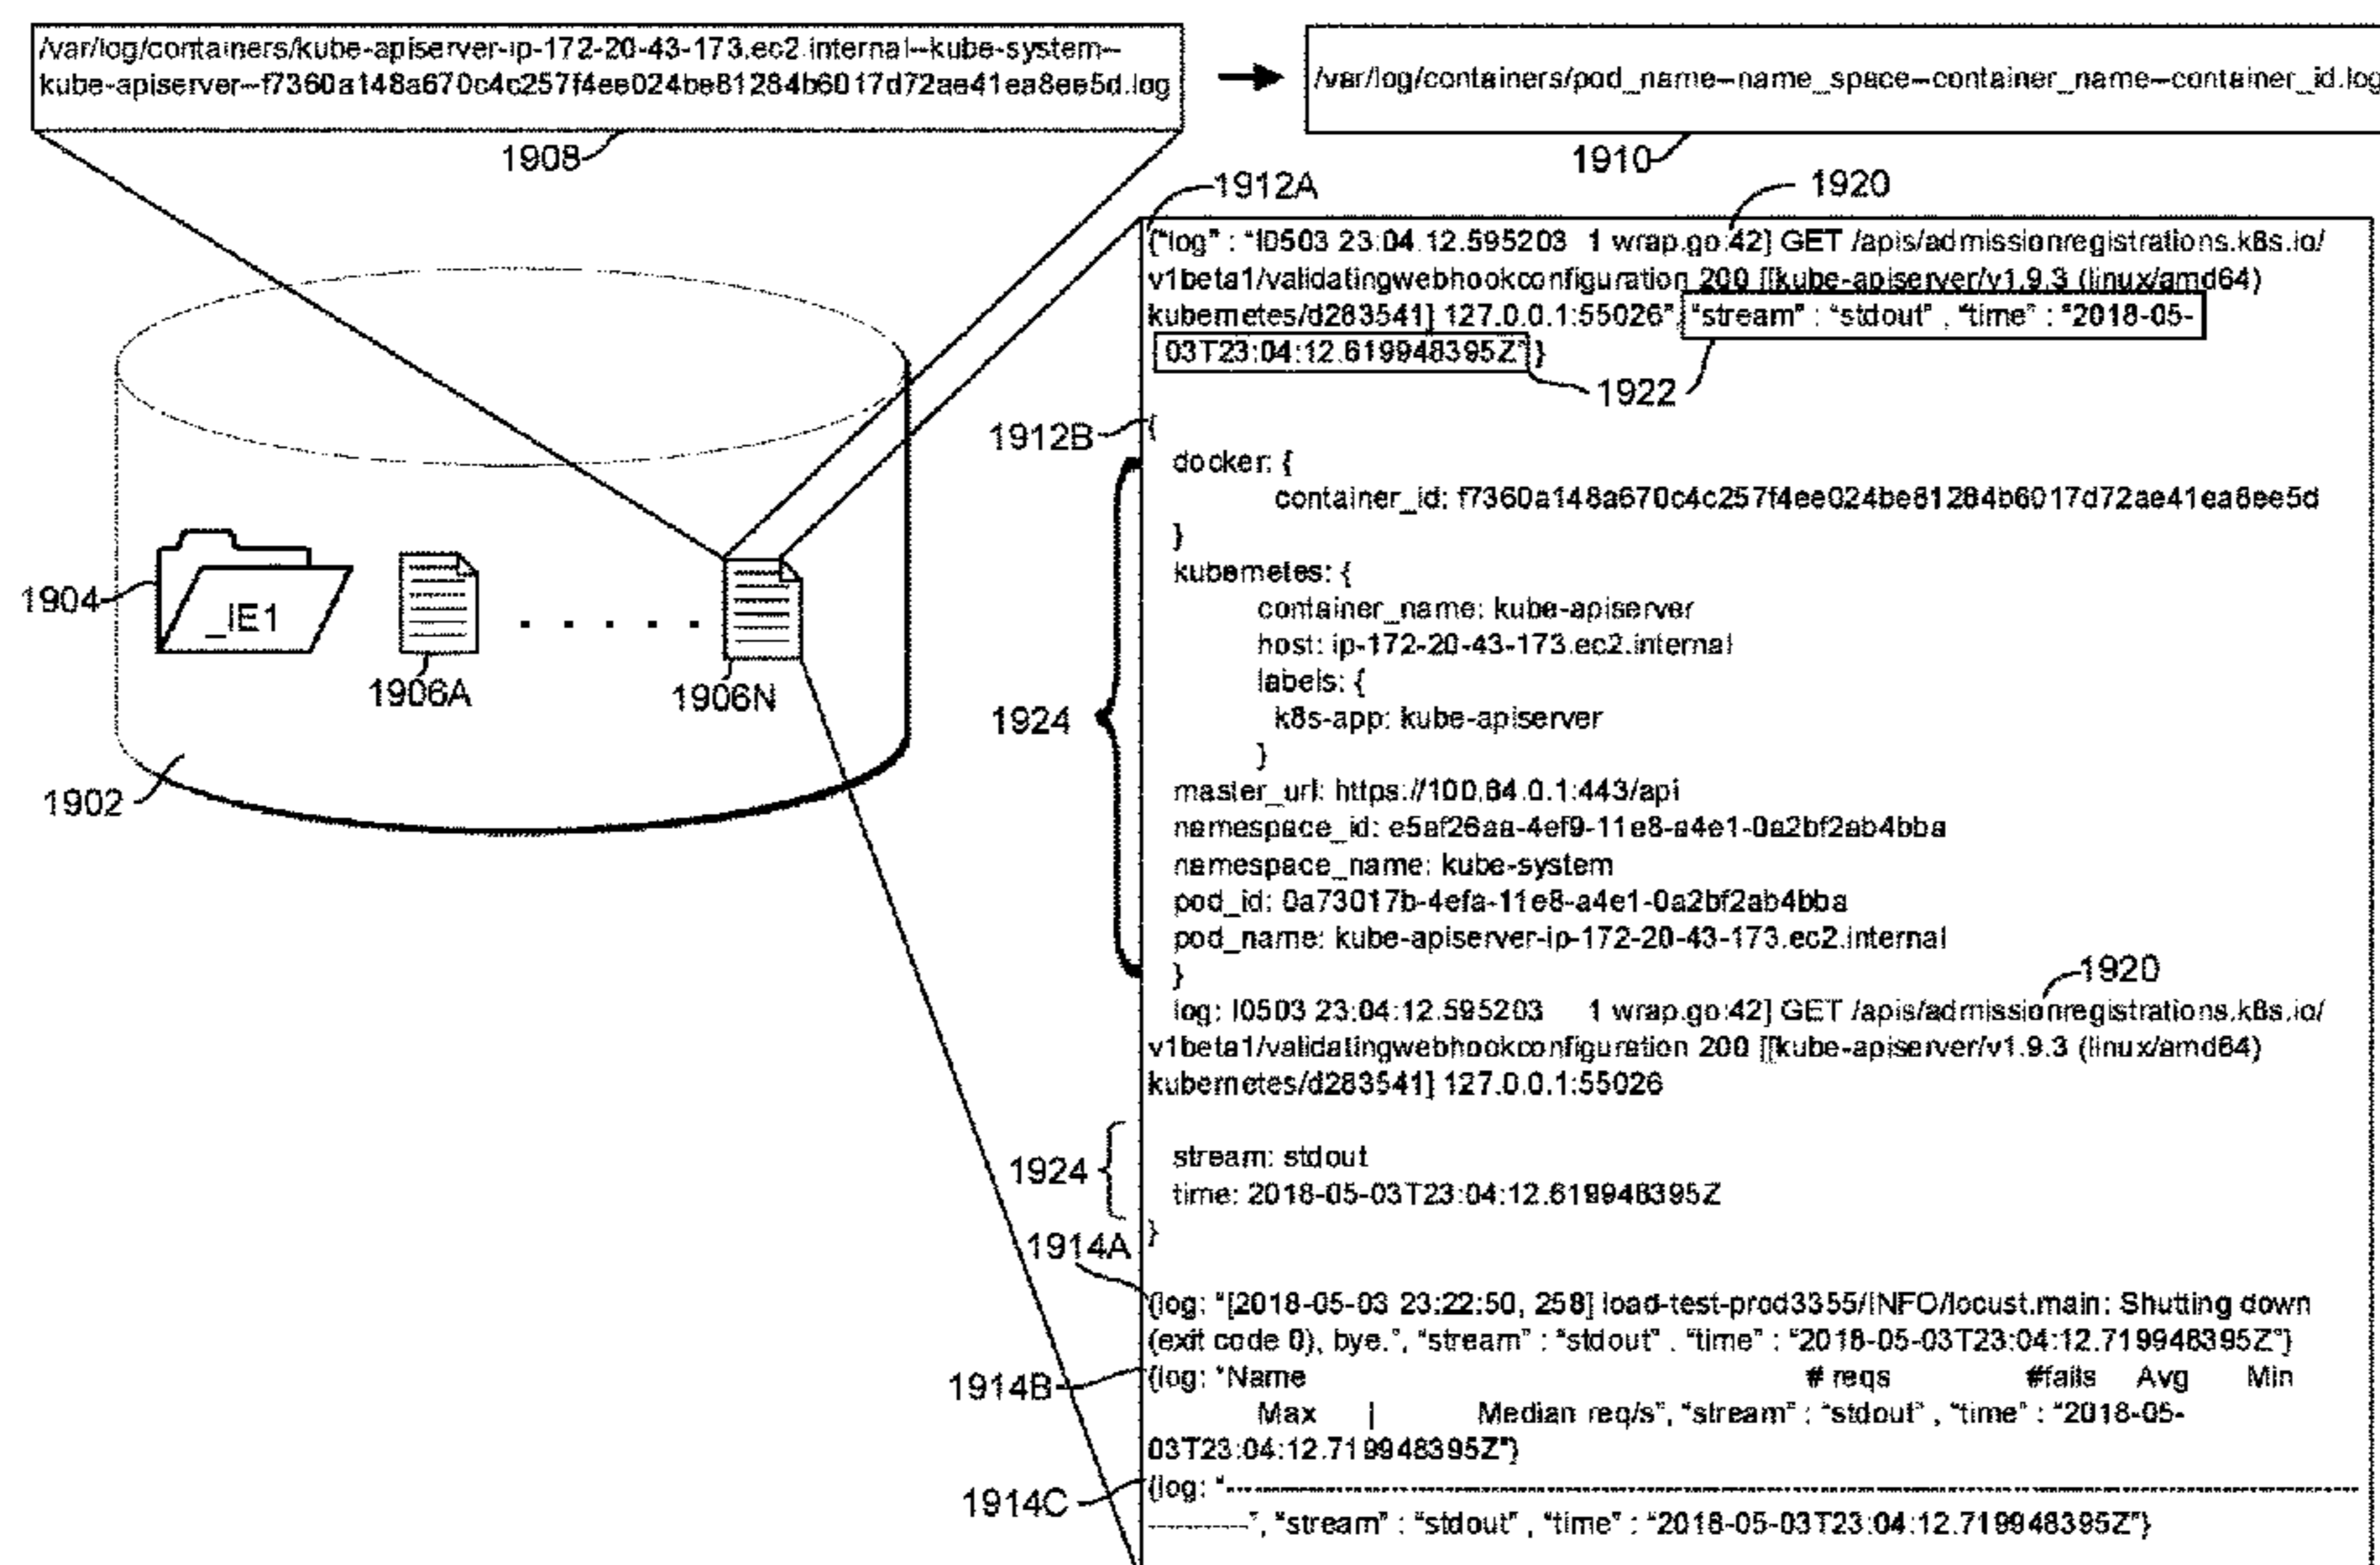 /var/log/containers/kube-apiserver-ip-172-20-43-173.ec2.internal--kube-system--
kube-apiserver--f7360a148a670c4c257f4ee024be81284b6017d72ae41ea8ee5d.log
/var/log/containers/pod_name--name_space--container_name--container_id.log
1908
1910
1912A
1920
{"log" : "I0503 23:04:12.595203 1 wrap.go:42] GET /apis/admissionregistrations.k8s.io/
v1beta1/validatingwebhookconfiguration 200 [[kube-apiserver/v1.9.3 (linux/amd64)
kubernetes/d283541] 127.0.0.1:55026", "stream" : "stdout" , "time" : "2018-05-
03T23:04:12.619948395Z"}
1922
1912B
{
docker: {
container_id: f7360a148a670c4c257f4ee024be81284b6017d72ae41ea8ee5d
}
kubernetes: {
container_name: kube-apiserver
host: ip-172-20-43-173.ec2.internal
labels: {
k8s-app: kube-apiserver
}
master_url: https://100.64.0.1:443/api
namespace_id: e5af26aa-4ef9-11e8-a4e1-0a2bf2ab4bba
namespace_name: kube-system
pod_id: 0a73017b-4efa-11e8-a4e1-0a2bf2ab4bba
pod_name: kube-apiserver-ip-172-20-43-173.ec2.internal
}
1924
1904
_IE1
1906A
. . . . .
1906N
1902
1920
log: I0503 23:04:12.595203 1 wrap.go:42] GET /apis/admissionregistrations.k8s.io/
v1beta1/validatingwebhookconfiguration 200 [[kube-apiserver/v1.9.3 (linux/amd64)
kubernetes/d283541] 127.0.0.1:55026
1924
stream: stdout
time: 2018-05-03T23:04:12.619948395Z
}
1914A
{log: "[2018-05-03 23:22:50, 258] load-test-prod3355/INFO/locust.main: Shutting down
(exit code 0), bye.", "stream" : "stdout" , "time" : "2018-05-03T23:04:12.719948395Z"}
1914B
{log: "Name # reqs #fails Avg Min
Max | Median req/s", "stream" : "stdout" , "time" : "2018-05-
03T23:04:12.719948395Z"}
1914C
{log: "--------------------------------------------------------------------------------
----------", "stream" : "stdout" , "time" : "2018-05-03T23:04:12.719948395Z"}